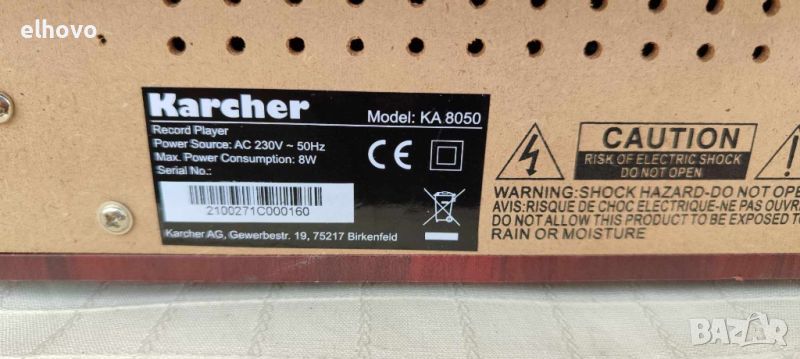 elhovo
Karcher
Model: KA 8050
Record Player
Power Source: AC 230V ~ 50Hz
Max. Power Consumption: 8W
Serial No.:
2100271C000160
Karcher AG, Gewerbestr. 19, 75217 Birkenfeld
CE
CAUTION
RISK OF ELECTRIC SHOCK
DO NOT OPEN
WARNING:SHOCK HAZARD-DO NOT OPE
AVIS:RISQUE DE CHOC ELECTRIQUE-NE PAS OUVR
DO NOT ALLOW THIS PRODUCT TO BE EXPOSED TO
RAIN OR MOISTURE
BAZAR